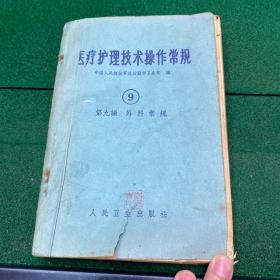 医疗护理技术操作常规
中国人民解放军总后勤部卫生部 编
9
第九辑 外科常规
人民卫生出版社